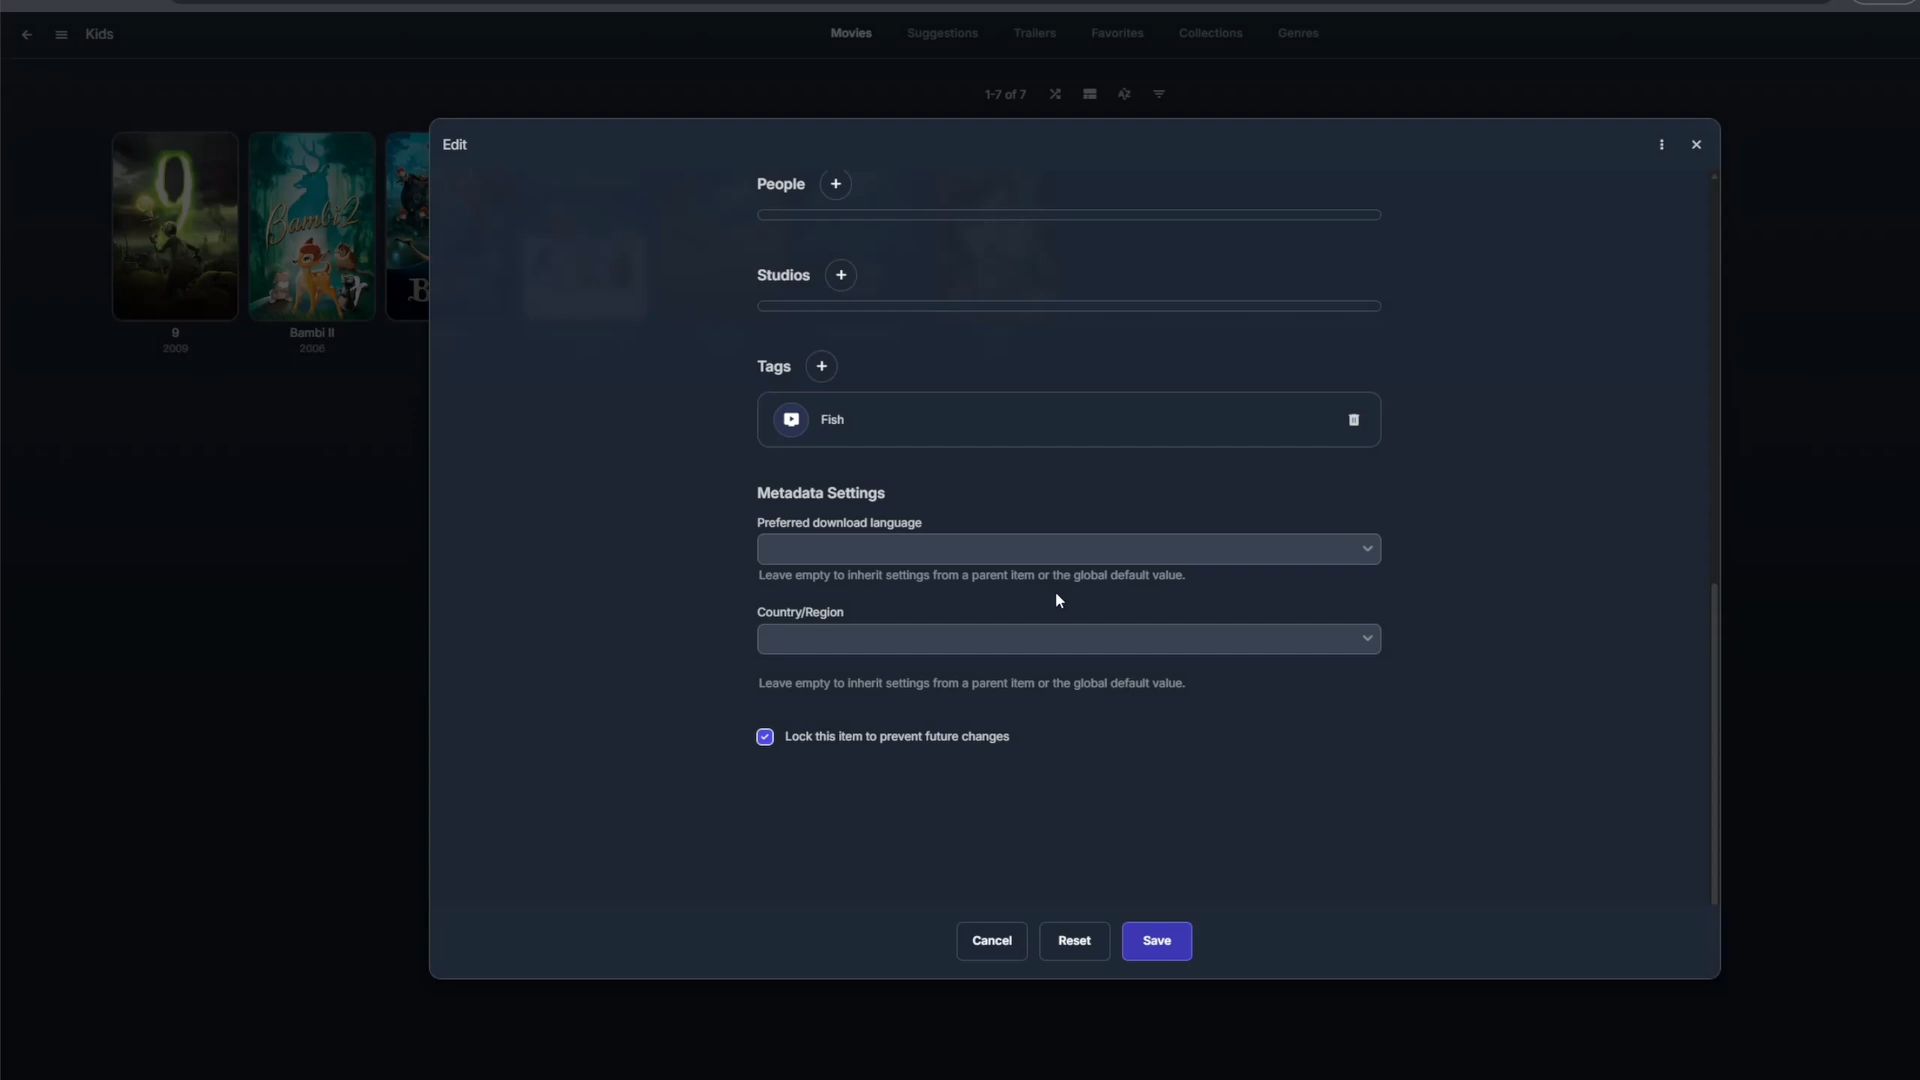 Kids
Movies Suggestions Trailers Favorites Collections Genres
1-7 of 7
Edit
People
Studios
Tags
Fish
Metadata Settings
Preferred download language
Leave empty to inherit settings from a parent item or the global default value.
Country/Region
Leave empty to inherit settings from a parent item or the global default value.
Lock this item to prevent future changes
Cancel Reset Save
9
Bambi 2
B
9
2009
Bambi II
2006